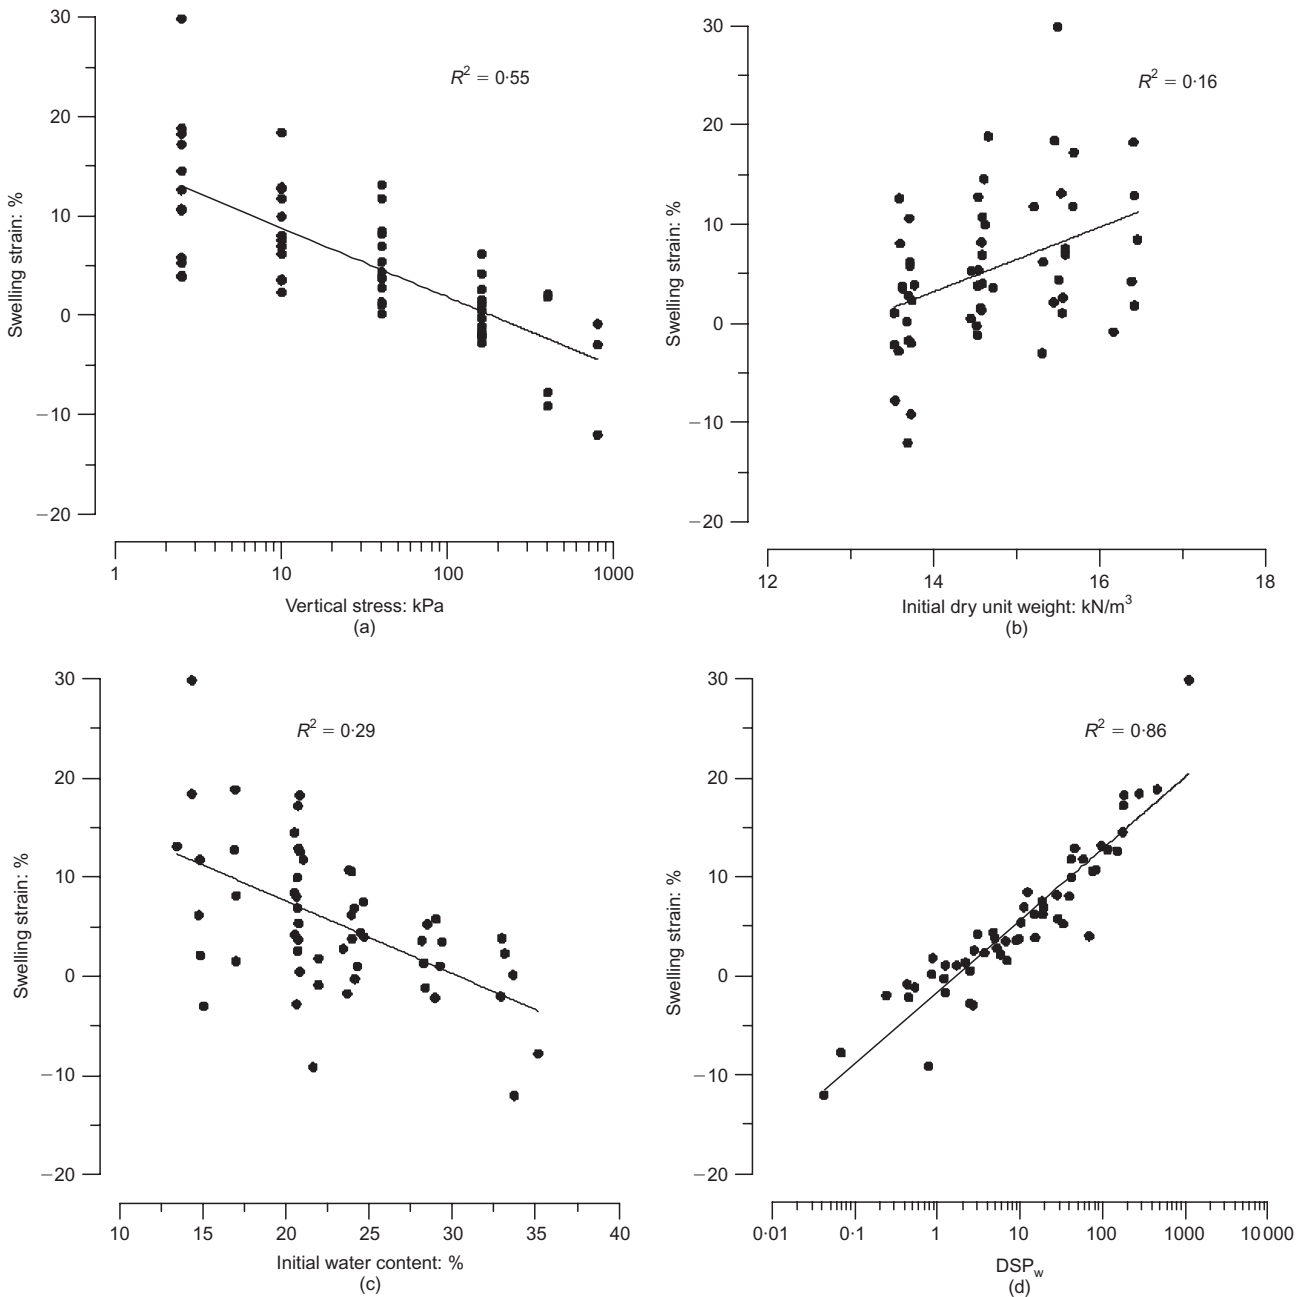 30
20
10
0
−10
−20
Swelling strain: %
R² = 0·55
1 10 100 1000
Vertical stress: kPa
(a)
30
20
10
0
−10
−20
Swelling strain: %
R² = 0·16
12 14 16 18
Initial dry unit weight: kN/m³
(b)
30
20
10
0
−10
−20
Swelling strain: %
R² = 0·29
10 15 20 25 30 35 40
Initial water content: %
(c)
30
20
10
0
−10
−20
Swelling strain: %
R² = 0·86
0·01 0·1 1 10 100 1000 10 000
DSPw
(d)